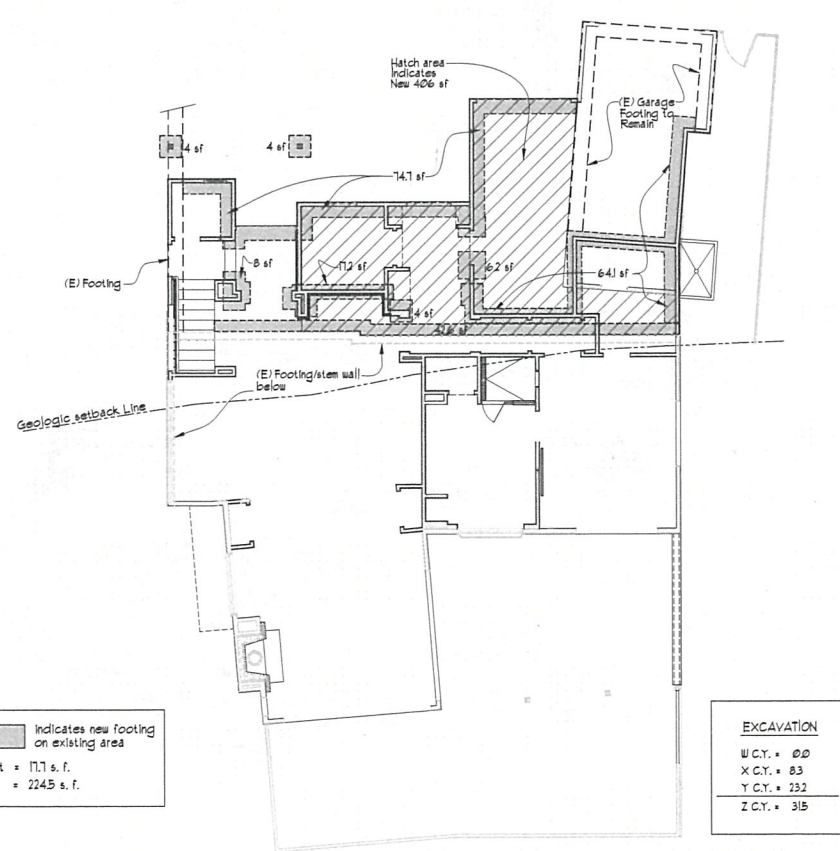 Hatch area
Indicates
New 406 sf
(E) Garage
Footing to
Remain
4 sf
4 sf
74.7 sf
8 sf
17.2 sf
6.2 sf
64.1 sf
(E) Footing
4 sf
(E) Footing/stem wall
below
Geologic setback Line
Indicates new footing
on existing area
= 17.7 s. f.
= 224.5 s. f.
EXCAVATION
W C.Y. = 0.0
X C.Y. = 8.3
Y C.Y. = 23.2
Z C.Y. = 31.5